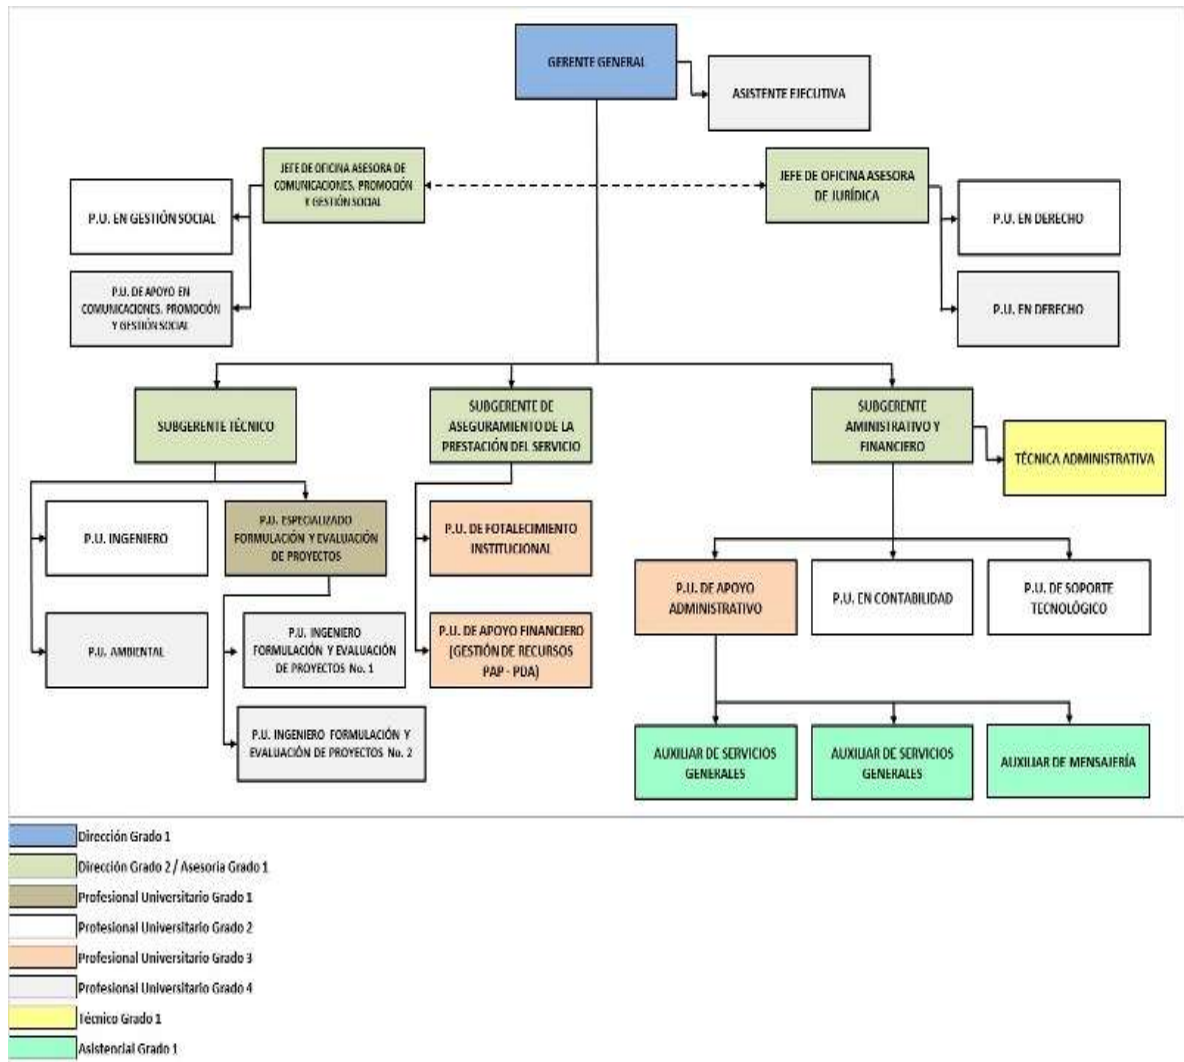 GERENTE GENERAL
ASISTENTE EJECUTIVA
JEFE DE OFICINA ASESORA DE
COMUNICACIONES, PROMOCIÓN
Y GESTIÓN SOCIAL
JEFE DE OFICINA ASESORA
DE JURÍDICA
P.U. EN GESTIÓN SOCIAL
P.U. EN DERECHO
P.U. DE APOYO EN
COMUNICACIONES, PROMOCIÓN
Y GESTIÓN SOCIAL
P.U. EN DERECHO
SUBGERENTE TÉCNICO
SUBGERENTE DE
ASEGURAMIENTO DE LA
PRESTACIÓN DEL SERVICIO
SUBGERENTE
AMINISTRATIVO Y
FINANCIERO
TÉCNICA ADMINISTRATIVA
P.U. INGENIERO
P.U. ESPECIALIZADO
FORMULACIÓN Y EVALUACIÓN
DE PROYECTOS
P.U. DE FOTALECIMIENTO
INSTITUCIONAL
P.U. DE APOYO
ADMINISTRATIVO
P.U. EN CONTABILIDAD
P.U. DE SOPORTE
TECNOLÓGICO
P.U. AMBIENTAL
P.U. INGENIERO
FORMULACIÓN Y EVALUACIÓN
DE PROYECTOS No. 1
P.U. DE APOYO FINANCIERO
(GESTIÓN DE RECURSOS
PAP - PDA)
P.U. INGENIERO FORMULACIÓN Y
EVALUACIÓN DE PROYECTOS No. 2
AUXILIAR DE SERVICIOS
GENERALES
AUXILIAR DE SERVICIOS
GENERALES
AUXILIAR DE MENSAJERÍA
Dirección Grado 1
Dirección Grado 2 / Asesoria Grado 1
Profesional Universitario Grado 1
Profesional Universitario Grado 2
Profesional Universitario Grado 3
Profesional Universitario Grado 4
Técnico Grado 1
Asistencial Grado 1